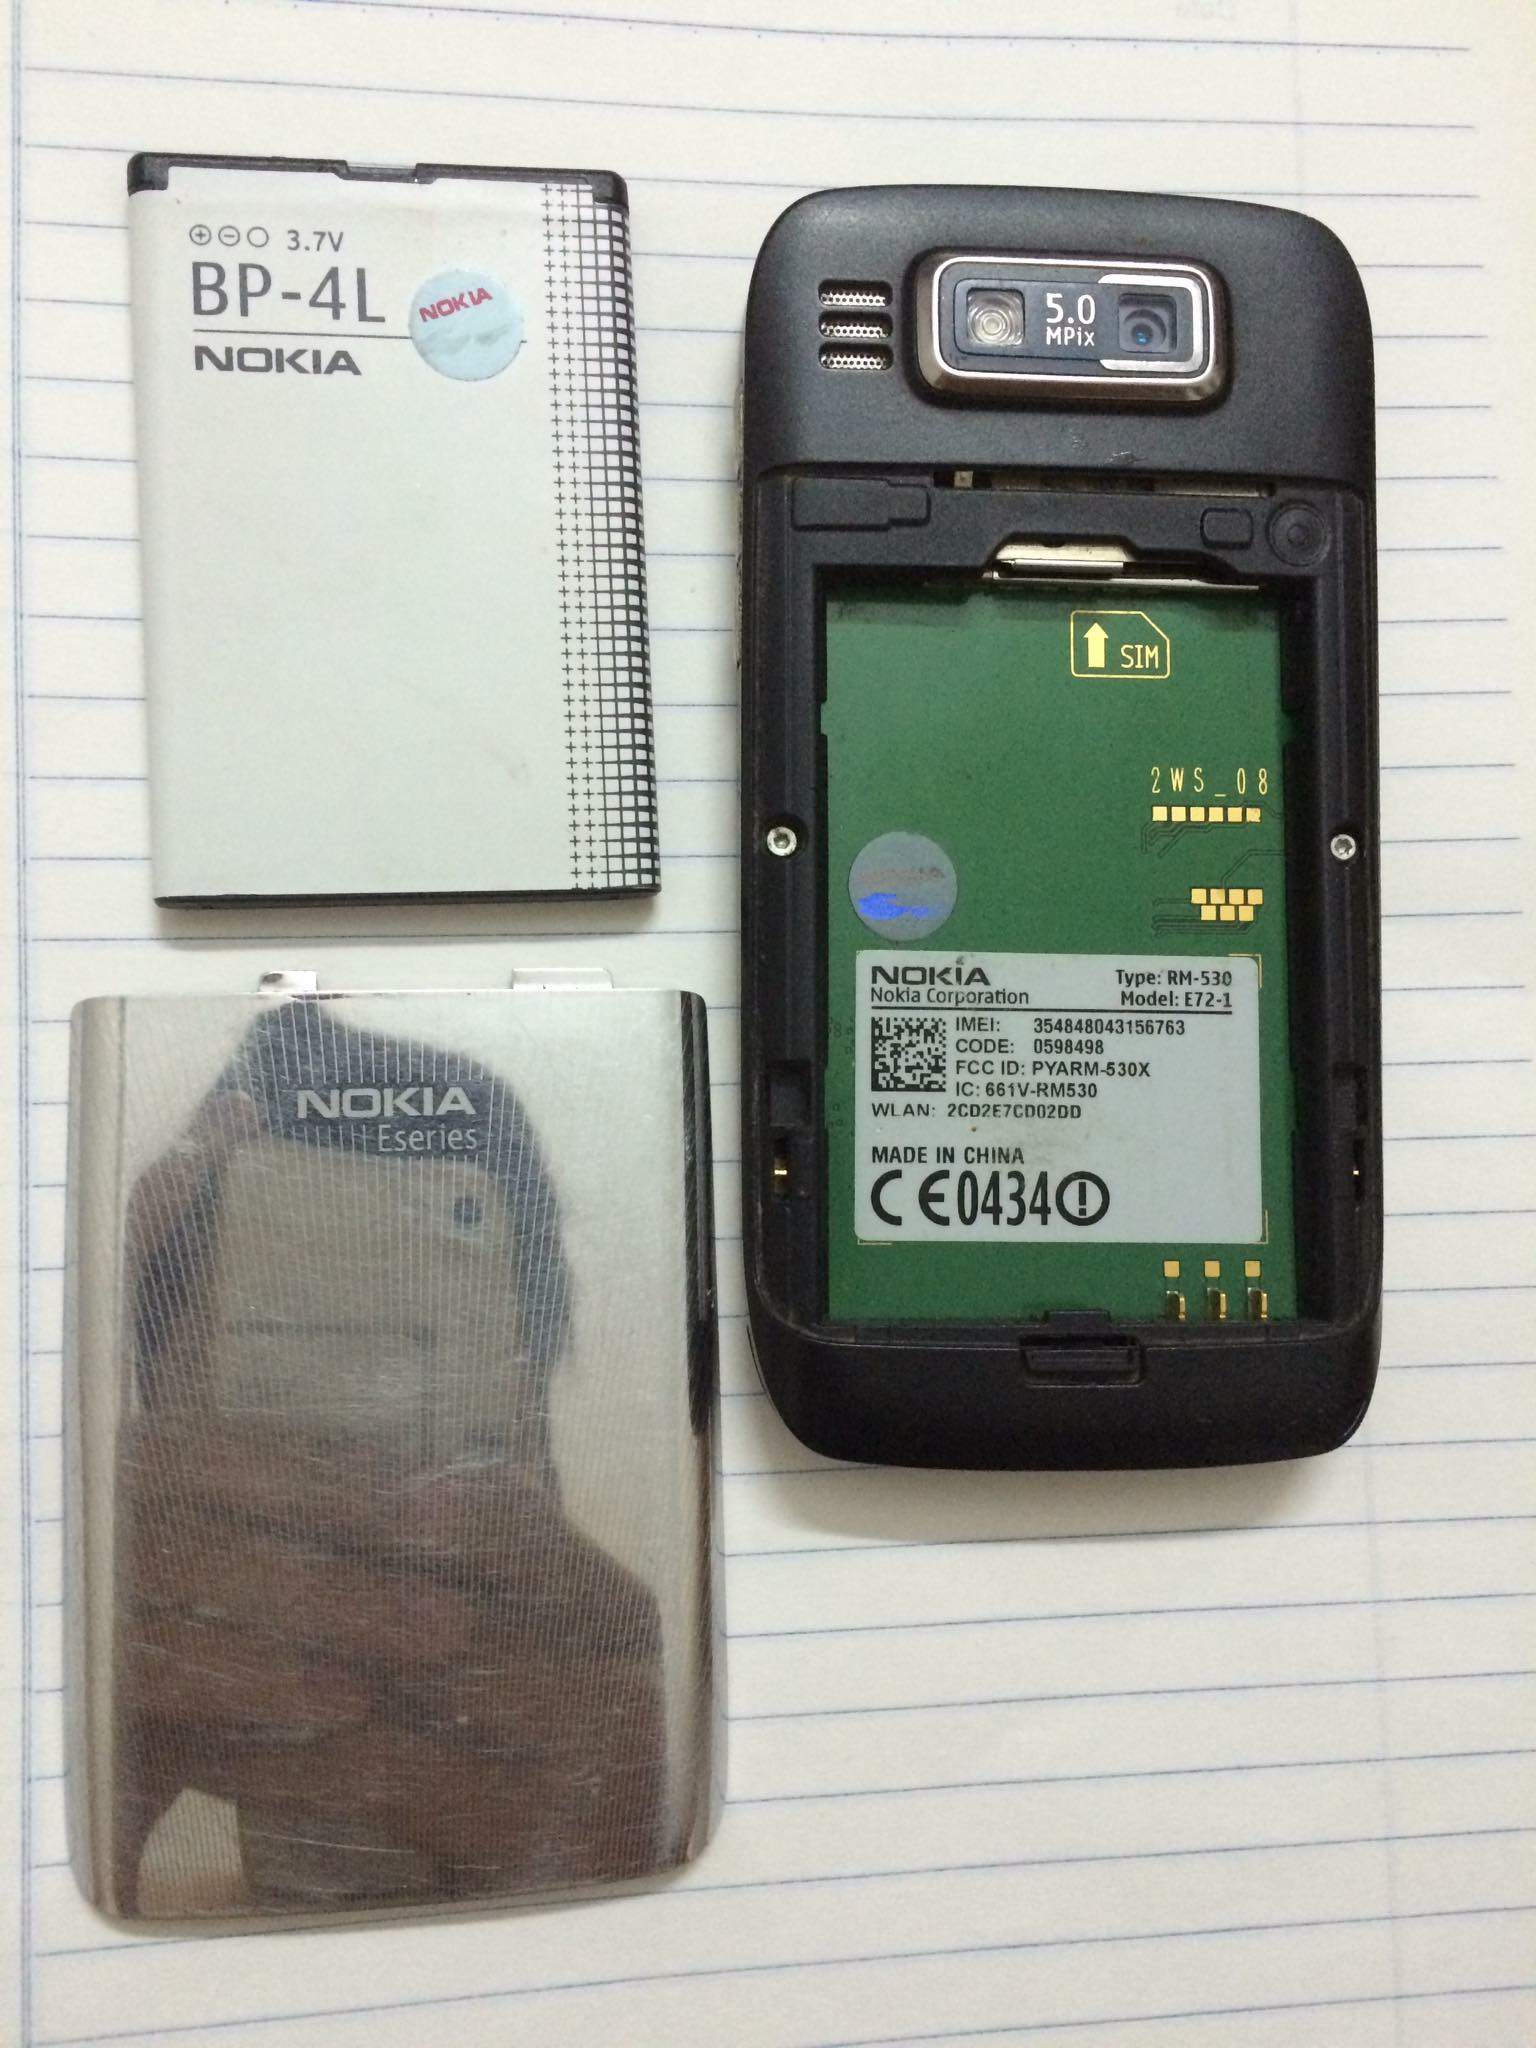 3.7V
BP-4L
NOKIA
NOKIA
5.0
MPix
SIM
2WS_08
NOKIA
Type: RM-530
Nokia Corporation
Model: E72-1
IMEI: 354848043156763
CODE: 0598498
FCC ID: PYARM-530X
IC: 661V-RM530
WLAN: 2CD2E7CD02DD
MADE IN CHINA
CE0434
NOKIA
Eseries